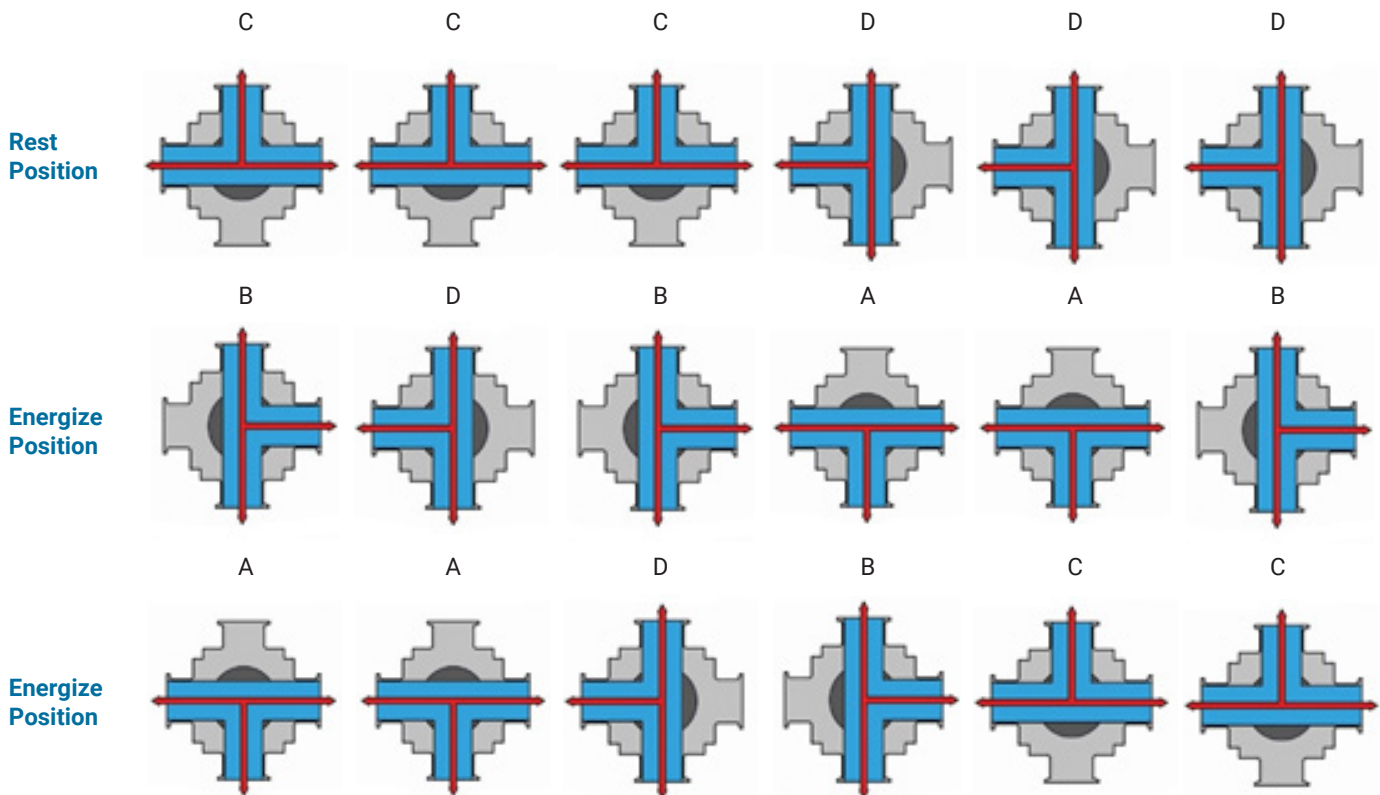 C C C D D D
Rest
Position
B D B A A B
Energize
Position
A A D B C C
Energize
Position